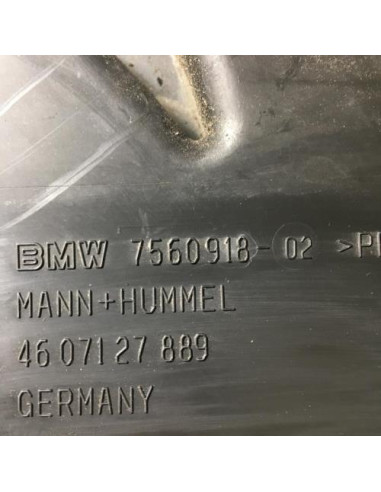 BMW 7560918-02 >P
MANN+HUMMEL
46 071 27 889
GERMANY